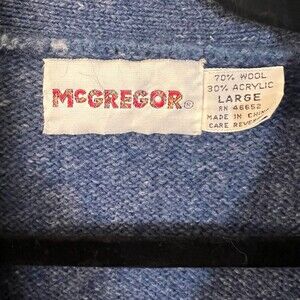 McGREGOR®
70% WOOL
30% ACRYLIC
LARGE
RN 46652
MADE IN CHINA
CARE REVERSE